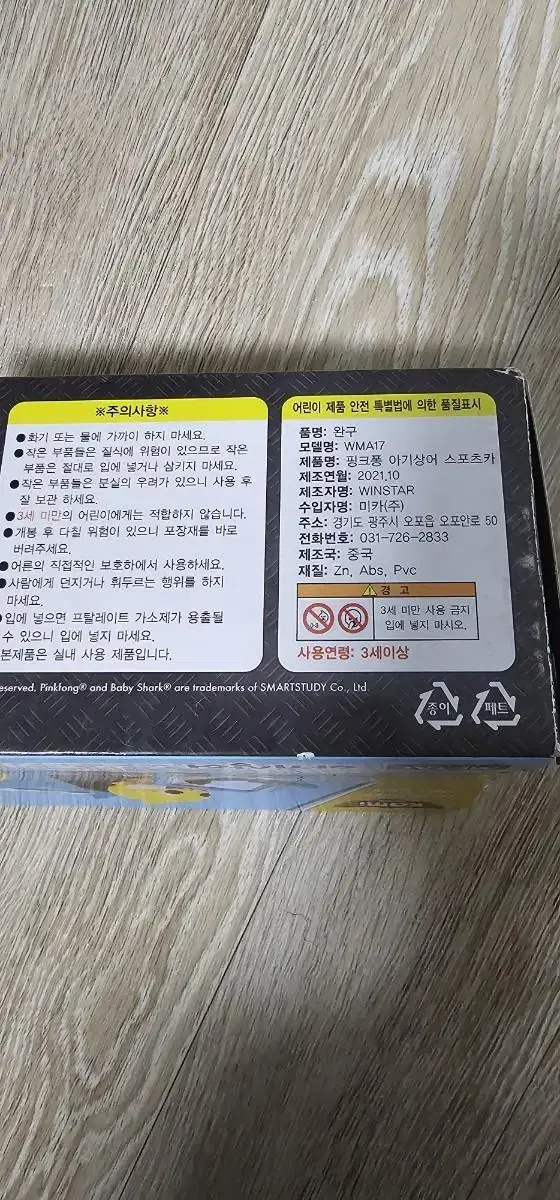 ※주의사항※
●화기 또는 물에 가까이 하지 마세요.
●작은 부품들은 질식에 위험이 있으므로 작은
부품은 절대로 입에 넣거나 삼키지 마세요.
●작은 부품들은 분실의 우려가 있으니 사용 후
잘 보관 하세요.
●3세 미만의 어린이에게는 적합하지 않습니다.
●개봉 후 다칠 위험이 있으니 포장재를 바로
버려주세요.
●어른의 직접적인 보호하에서 사용하세요.
●사람에게 던지거나 휘두르는 행위를 하지
마세요.
●입에 넣으면 프탈레이트 가소제가 용출될
수 있으니 입에 넣지 마세요.
본제품은 실내 사용 제품입니다.
어린이 제품 안전 특별법에 의한 품질표시
품명: 완구
모델명: WMA17
제품명: 핑크퐁 아기상어 스포츠카
제조연월: 2021.10
제조자명: WINSTAR
수입자명: 미카(주)
주소: 경기도 광주시 오포읍 오포안로 50
전화번호: 031-726-2833
제조국: 중국
재질: Zn, Abs, Pvc
경 고
0-3
3세 미만 사용 금지
입에 넣지 마시오.
사용연령: 3세이상
eserved. Pinkfong® and Baby Shark® are trademarks of SMARTSTUDY Co., Ltd.
종이
페트